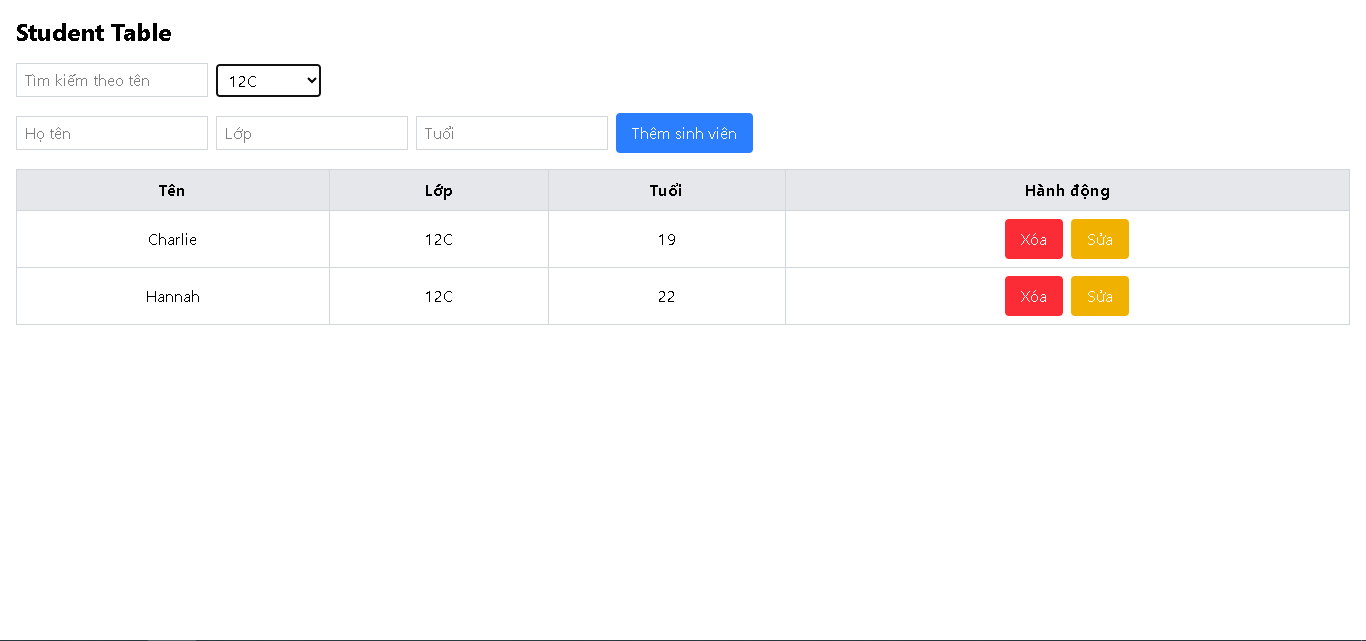 Student Table
Tìm kiếm theo tên 12C
Họ tên Lớp Tuổi Thêm sinh viên
Tên Lớp Tuổi Hành động
Charlie 12C 19 Xóa Sửa
Hannah 12C 22 Xóa Sửa